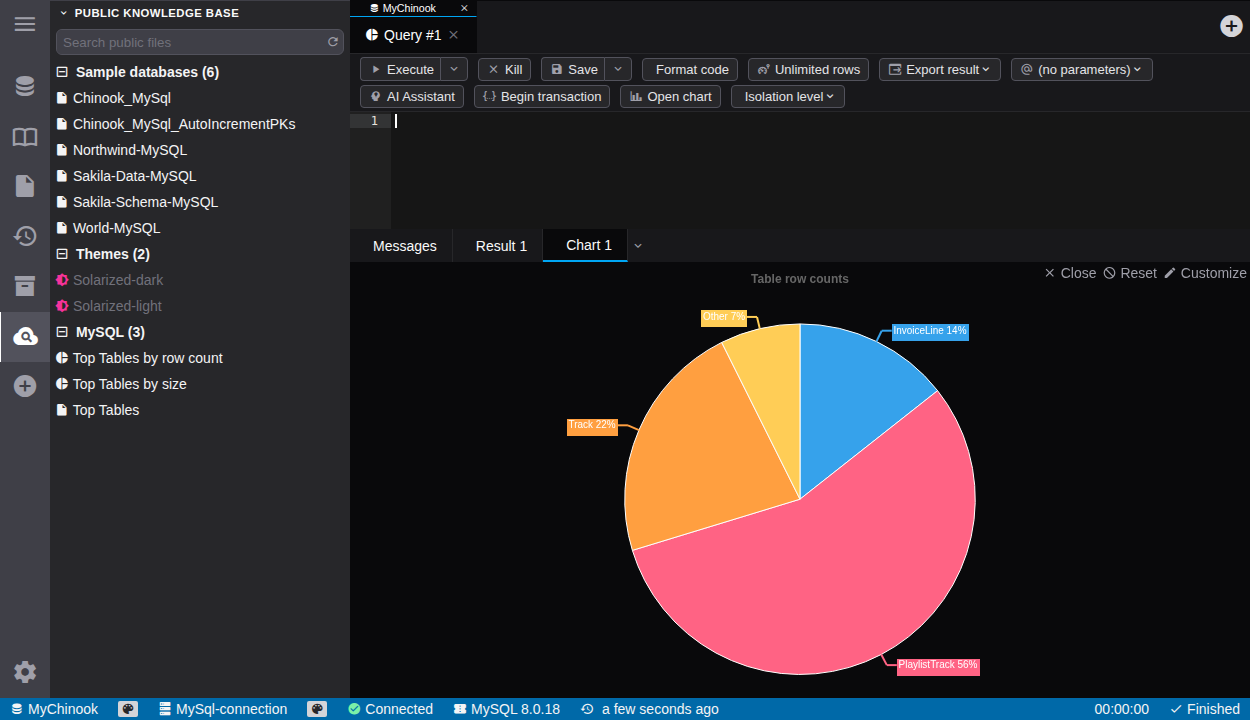 PUBLIC KNOWLEDGE BASE
Search public files
Sample databases (6)
Chinook_MySql
Chinook_MySql_AutoIncrementPKs
Northwind-MySQL
Sakila-Data-MySQL
Sakila-Schema-MySQL
World-MySQL
Themes (2)
Solarized-dark
Solarized-light
MySQL (3)
Top Tables by row count
Top Tables by size
Top Tables
MyChinook
Query #1
Execute Kill Save Format code Unlimited rows Export result @ (no parameters)
AI Assistant {..} Begin transaction Open chart Isolation level
1
Messages Result 1 Chart 1
Close Reset Customize
Table row counts
Other 7%
InvoiceLine 14%
Track 22%
PlaylistTrack 56%
MyChinook MySql-connection Connected MySQL 8.0.18 a few seconds ago 00:00:00 Finished